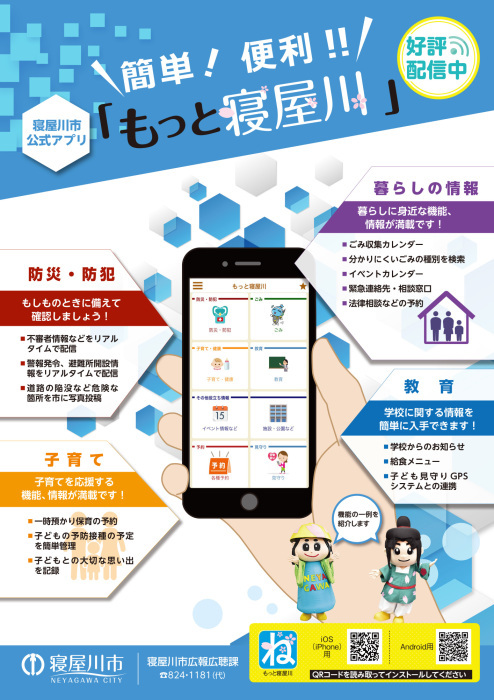 簡単！ 便利!!
好評
配信中
寝屋川市
公式アプリ
「もっと寝屋川」
暮らしの情報
暮らしに身近な機能、
情報が満載です！
■ごみ収集カレンダー
■分かりにくいごみの種別を検索
■イベントカレンダー
■緊急連絡先・相談窓口
■法律相談などの予約
防災・防犯
もしものときに備えて
確認しましょう！
■不審者情報などをリアル
タイムで配信
■警報発令、避難所開設情
報をリアルタイムで配信
■道路の陥没など危険な
箇所を市に写真投稿
もっと寝屋川
防災・防犯
ごみ
防災・防犯
ごみ
子育て・健康
教育
子育て・健康
教育
その他役立ち情報
15
イベント情報など
施設・公園など
予約
見守り
予約
各種予約
見守り
教育
学校に関する情報を
簡単に入手できます！
■学校からのお知らせ
■給食メニュー
■子ども見守りGPS
システムとの連携
子育て
子育てを応援する
機能、情報が満載です！
■一時預かり保育の予約
■子どもの予防接種の予定
を簡単管理
■子どもとの大切な思い出
を記録
機能の一例を
紹介します
NEYA
GAWA
寝屋川市
NEYAGAWA CITY
寝屋川市広報広聴課
☎824-1181(代)
ね
もっと寝屋川
iOS
(iPhone)
用
Android用
QRコードを読み取ってインストールしてください